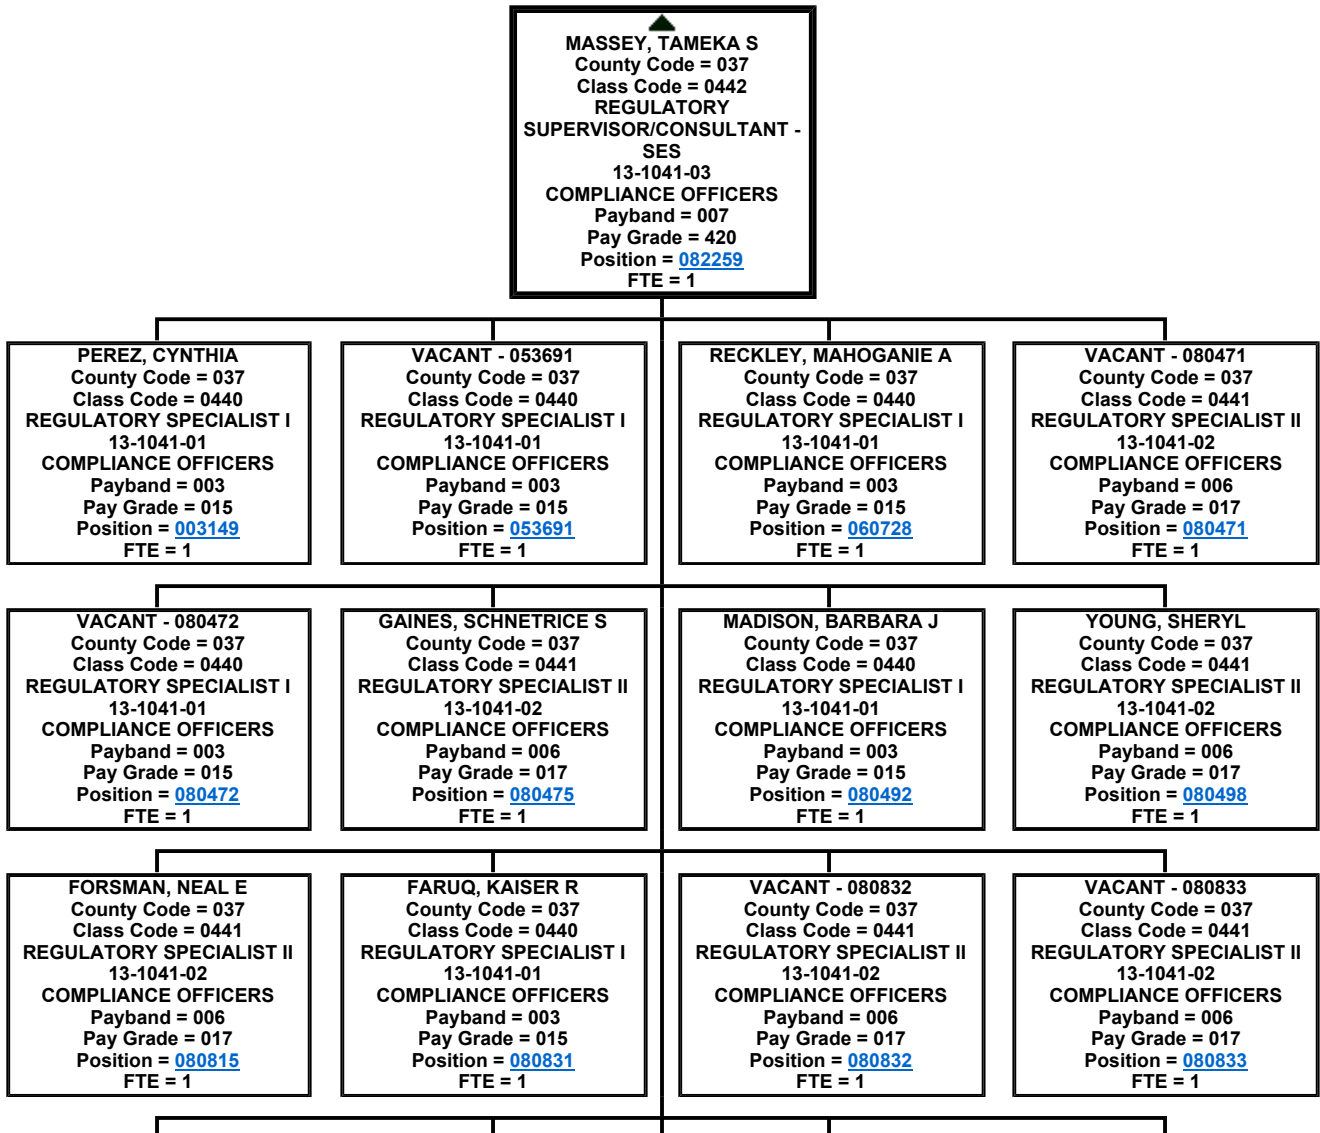 MASSEY, TAMEKA S
County Code = 037
Class Code = 0442
REGULATORY
SUPERVISOR/CONSULTANT -
SES
13-1041-03
COMPLIANCE OFFICERS
Payband = 007
Pay Grade = 420
Position = 082259
FTE = 1
PEREZ, CYNTHIA
County Code = 037
Class Code = 0440
REGULATORY SPECIALIST I
13-1041-01
COMPLIANCE OFFICERS
Payband = 003
Pay Grade = 015
Position = 003149
FTE = 1
VACANT - 053691
County Code = 037
Class Code = 0440
REGULATORY SPECIALIST I
13-1041-01
COMPLIANCE OFFICERS
Payband = 003
Pay Grade = 015
Position = 053691
FTE = 1
RECKLEY, MAHOGANIE A
County Code = 037
Class Code = 0440
REGULATORY SPECIALIST I
13-1041-01
COMPLIANCE OFFICERS
Payband = 003
Pay Grade = 015
Position = 060728
FTE = 1
VACANT - 080471
County Code = 037
Class Code = 0441
REGULATORY SPECIALIST II
13-1041-02
COMPLIANCE OFFICERS
Payband = 006
Pay Grade = 017
Position = 080471
FTE = 1
VACANT - 080472
County Code = 037
Class Code = 0440
REGULATORY SPECIALIST I
13-1041-01
COMPLIANCE OFFICERS
Payband = 003
Pay Grade = 015
Position = 080472
FTE = 1
GAINES, SCHNETRICE S
County Code = 037
Class Code = 0441
REGULATORY SPECIALIST II
13-1041-02
COMPLIANCE OFFICERS
Payband = 006
Pay Grade = 017
Position = 080475
FTE = 1
MADISON, BARBARA J
County Code = 037
Class Code = 0440
REGULATORY SPECIALIST I
13-1041-01
COMPLIANCE OFFICERS
Payband = 003
Pay Grade = 015
Position = 080492
FTE = 1
YOUNG, SHERYL
County Code = 037
Class Code = 0441
REGULATORY SPECIALIST II
13-1041-02
COMPLIANCE OFFICERS
Payband = 006
Pay Grade = 017
Position = 080498
FTE = 1
FORSMAN, NEAL E
County Code = 037
Class Code = 0441
REGULATORY SPECIALIST II
13-1041-02
COMPLIANCE OFFICERS
Payband = 006
Pay Grade = 017
Position = 080815
FTE = 1
FARUQ, KAISER R
County Code = 037
Class Code = 0440
REGULATORY SPECIALIST I
13-1041-01
COMPLIANCE OFFICERS
Payband = 003
Pay Grade = 015
Position = 080831
FTE = 1
VACANT - 080832
County Code = 037
Class Code = 0441
REGULATORY SPECIALIST II
13-1041-02
COMPLIANCE OFFICERS
Payband = 006
Pay Grade = 017
Position = 080832
FTE = 1
VACANT - 080833
County Code = 037
Class Code = 0441
REGULATORY SPECIALIST II
13-1041-02
COMPLIANCE OFFICERS
Payband = 006
Pay Grade = 017
Position = 080833
FTE = 1